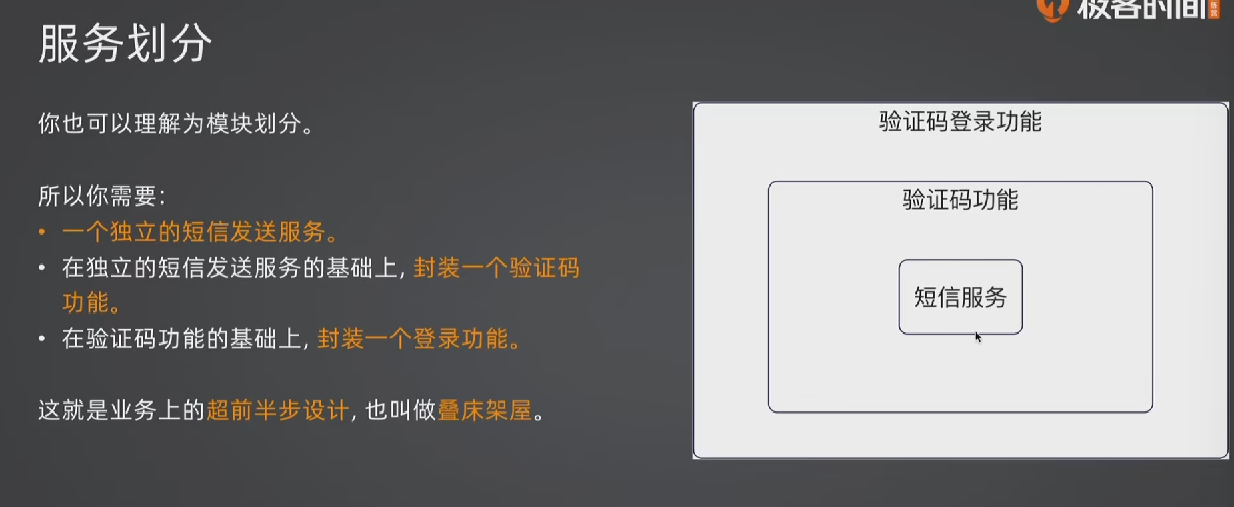 极客时间
服务划分
你也可以理解为模块划分。
所以你需要：
• 一个独立的短信发送服务。
• 在独立的短信发送服务的基础上, 封装一个验证码
功能。
• 在验证码功能的基础上, 封装一个登录功能。
这就是业务上的超前半步设计, 也叫做叠床架屋。
验证码登录功能
验证码功能
短信服务